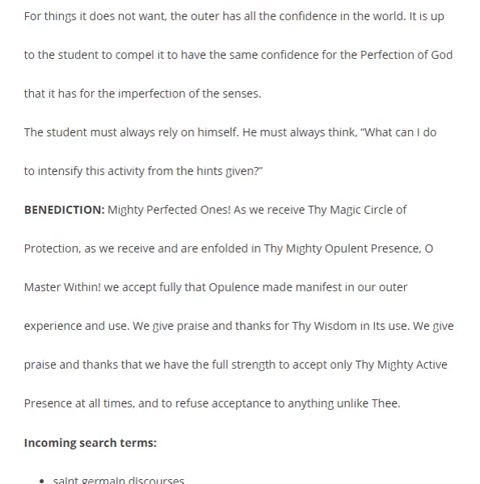 For things it does not want, the outer has all the confidence in the world. It is up
to the student to compel it to have the same confidence for the Perfection of God
that it has for the imperfection of the senses.
The student must always rely on himself. He must always think, “What can I do
to intensify this activity from the hints given?”
BENEDICTION: Mighty Perfected Ones! As we receive Thy Magic Circle of
Protection, as we receive and are enfolded in Thy Mighty Opulent Presence, O
Master Within! we accept fully that Opulence made manifest in our outer
experience and use. We give praise and thanks for Thy Wisdom in Its use. We give
praise and thanks that we have the full strength to accept only Thy Mighty Active
Presence at all times, and to refuse acceptance to anything unlike Thee.
Incoming search terms:
• saint germain discourses